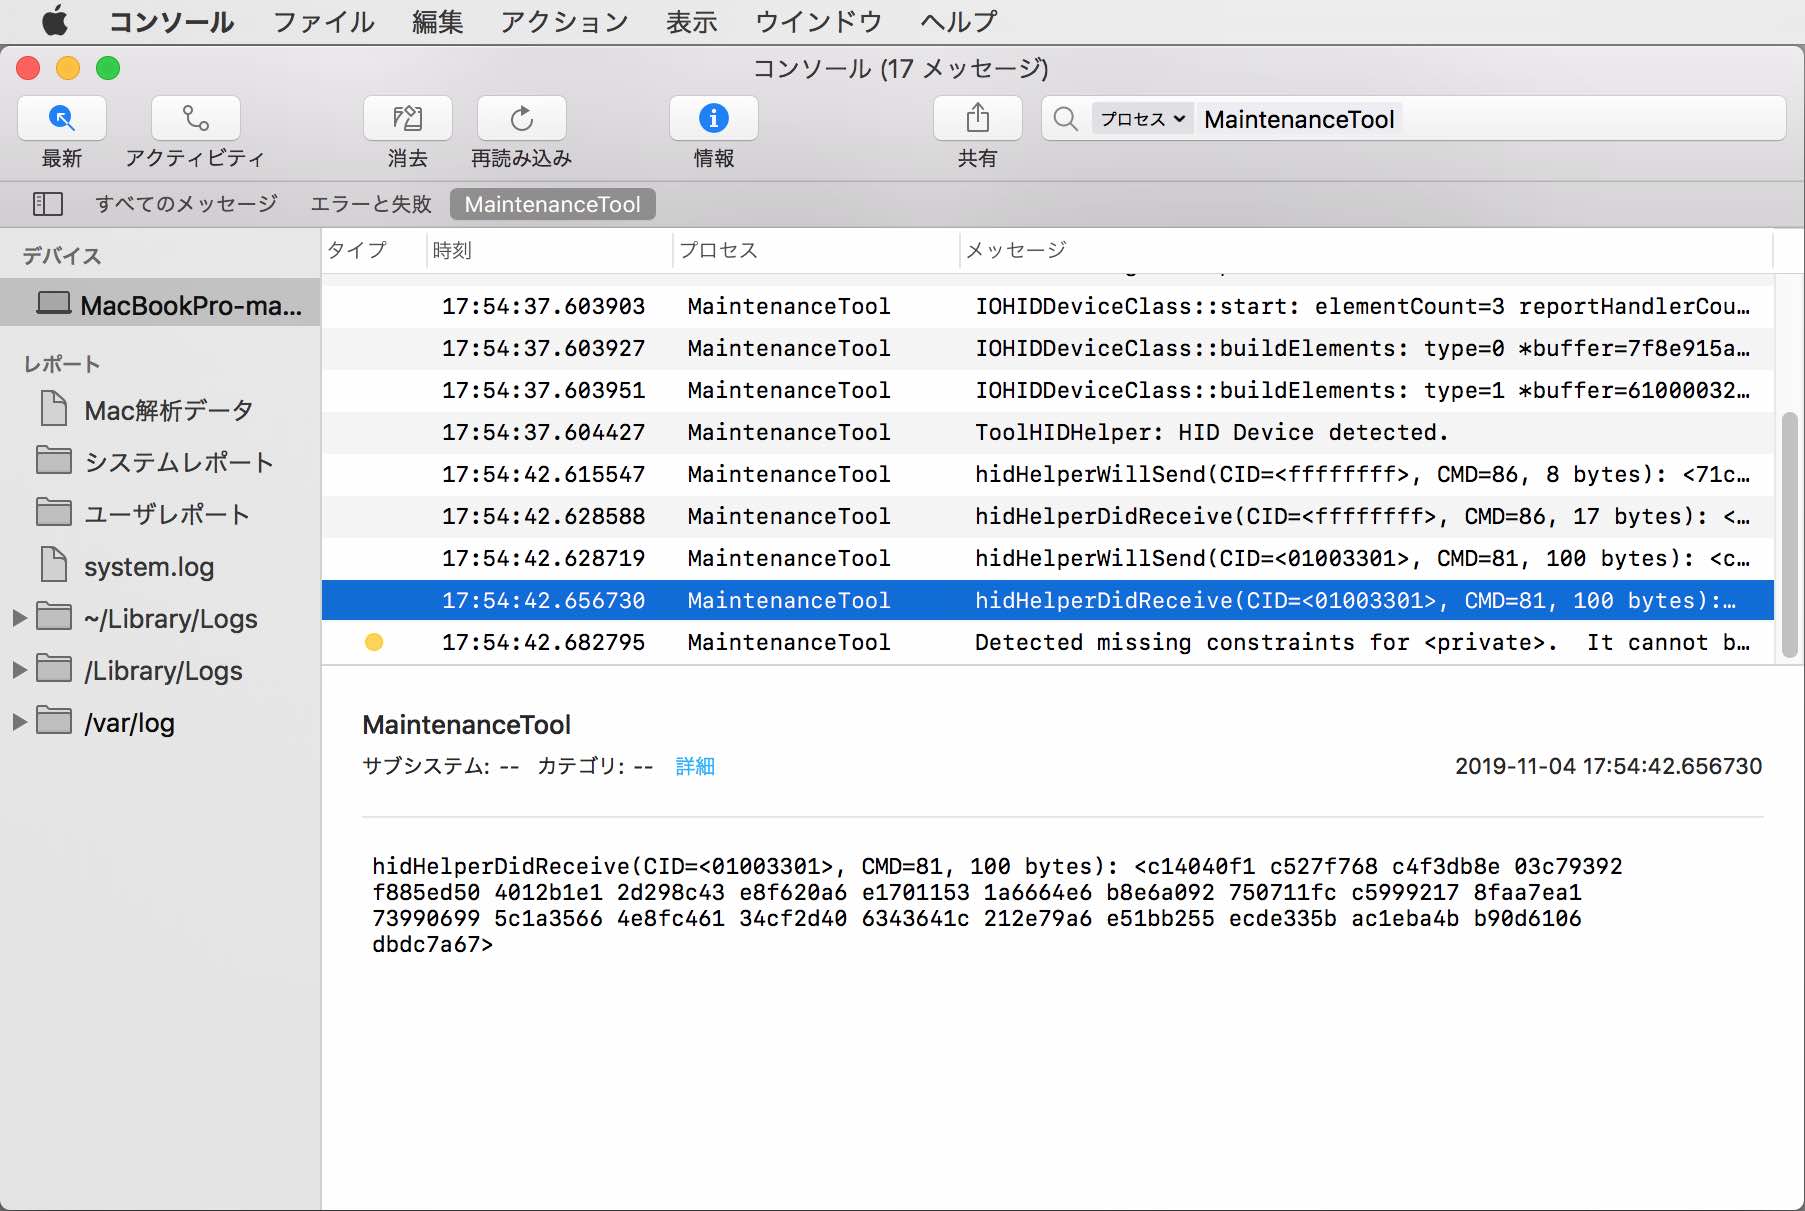 コンソール ファイル 編集 アクション 表示 ウインドウ ヘルプ
コンソール (17 メッセージ)
プロセス MaintenanceTool
最新 アクティビティ 消去 再読み込み 情報 共有
すべてのメッセージ エラーと失敗 MaintenanceTool
デバイス
MacBookPro-ma...
レポート
Mac解析データ
システムレポート
ユーザレポート
system.log
~/Library/Logs
/Library/Logs
/var/log
タイプ 時刻 プロセス メッセージ
17:54:37.603903 MaintenanceTool IOHIDDeviceClass::start: elementCount=3 reportHandlerCou...
17:54:37.603927 MaintenanceTool IOHIDDeviceClass::buildElements: type=0 *buffer=7f8e915a...
17:54:37.603951 MaintenanceTool IOHIDDeviceClass::buildElements: type=1 *buffer=61000032...
17:54:37.604427 MaintenanceTool ToolHIDHelper: HID Device detected.
17:54:42.615547 MaintenanceTool hidHelperWillSend(CID=<ffffffff>, CMD=86, 8 bytes): <71c...
17:54:42.628588 MaintenanceTool hidHelperDidReceive(CID=<ffffffff>, CMD=86, 17 bytes): <...
17:54:42.628719 MaintenanceTool hidHelperWillSend(CID=<01003301>, CMD=81, 100 bytes): <c...
17:54:42.656730 MaintenanceTool hidHelperDidReceive(CID=<01003301>, CMD=81, 100 bytes):...
17:54:42.682795 MaintenanceTool Detected missing constraints for <private>. It cannot b...
MaintenanceTool
サブシステム: -- カテゴリ: -- 詳細 2019-11-04 17:54:42.656730
hidHelperDidReceive(CID=<01003301>, CMD=81, 100 bytes): <c14040f1 c527f768 c4f3db8e 03c79392
f885ed50 4012b1e1 2d298c43 e8f620a6 e1701153 1a6664e6 b8e6a092 750711fc c5999217 8faa7ea1
73990699 5c1a3566 4e8fc461 34cf2d40 6343641c 212e79a6 e51bb255 ecde335b ac1eba4b b90d6106
dbdc7a67>